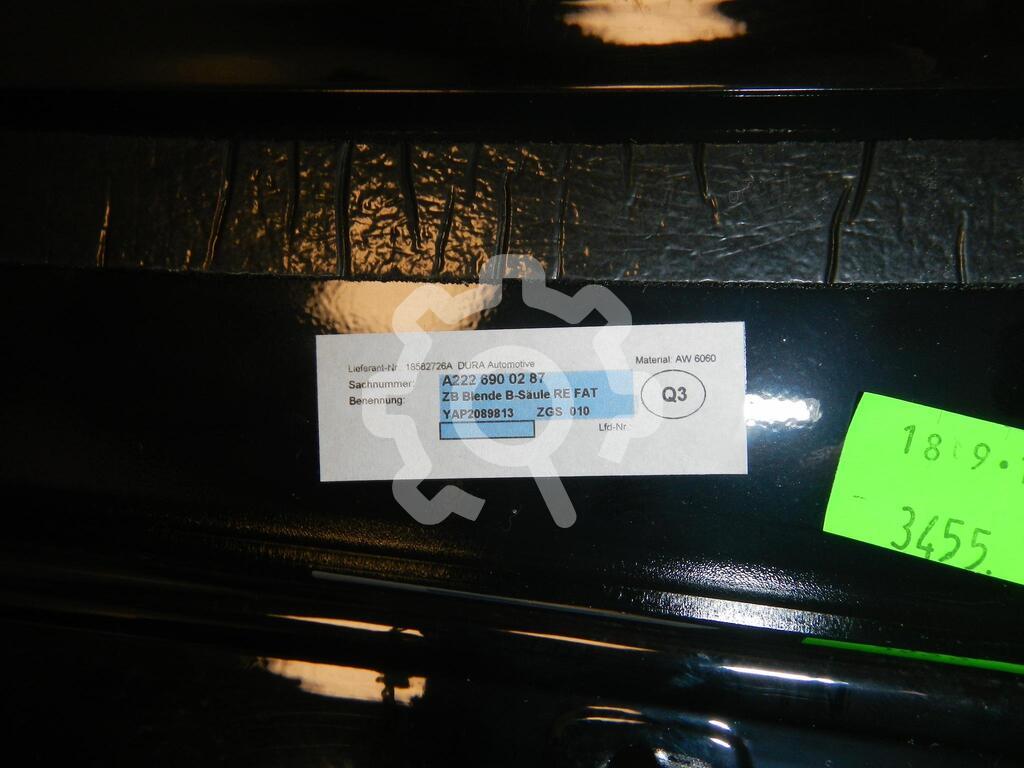 Lieferant-Nr.: 18582726A DURA Automotive
Material: AW 6060
Sachnummer: A222 690 02 87
Benennung: ZB Blende B-Säule RE FAT
Q3
YAP2089813 ZGS 010
Lfd-Nr.
18.9.
3455.